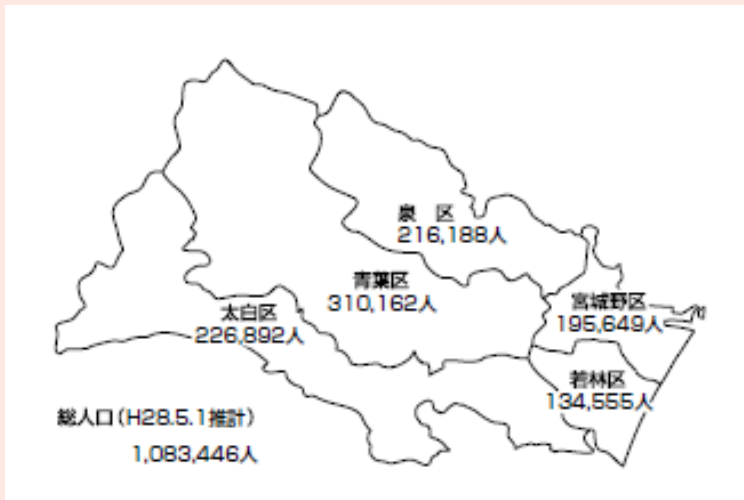 泉　区
216,188人
青葉区
310,162人
太白区
226,892人
宮城野区
195,649人
若林区
134,555人
総人口(H28.5.1推計)
1,083,446人